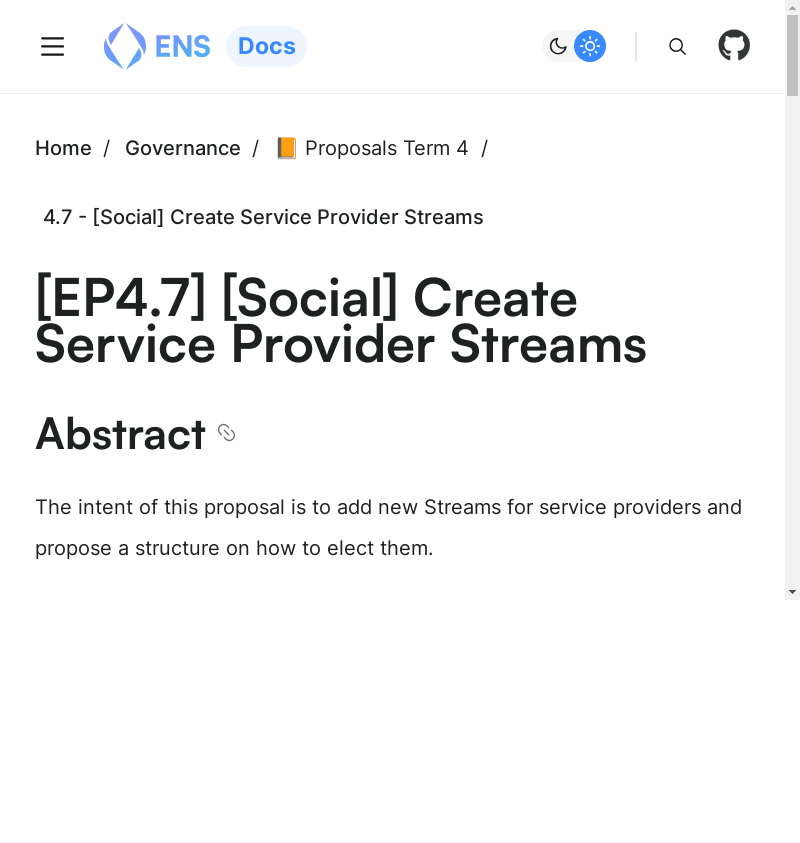 ENS Docs
Home / Governance / 📙 Proposals Term 4 /
4.7 - [Social] Create Service Provider Streams
[EP4.7] [Social] Create
Service Provider Streams
Abstract
The intent of this proposal is to add new Streams for service providers and
propose a structure on how to elect them.